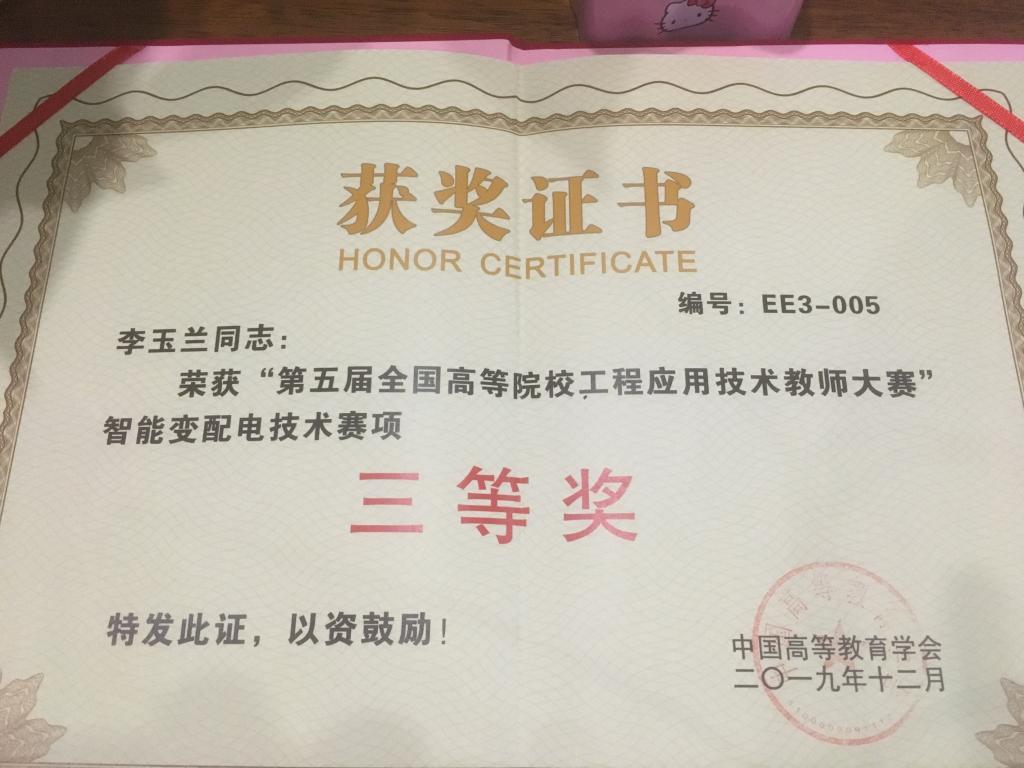 获奖证书
HONOR CERTIFICATE
编号：EE3-005
李玉兰同志：
荣获“第五届全国高等院校工程应用技术教师大赛”
智能变配电技术赛项
三等奖
特发此证，以资鼓励！
中国高等教育学会
二〇一九年十二月